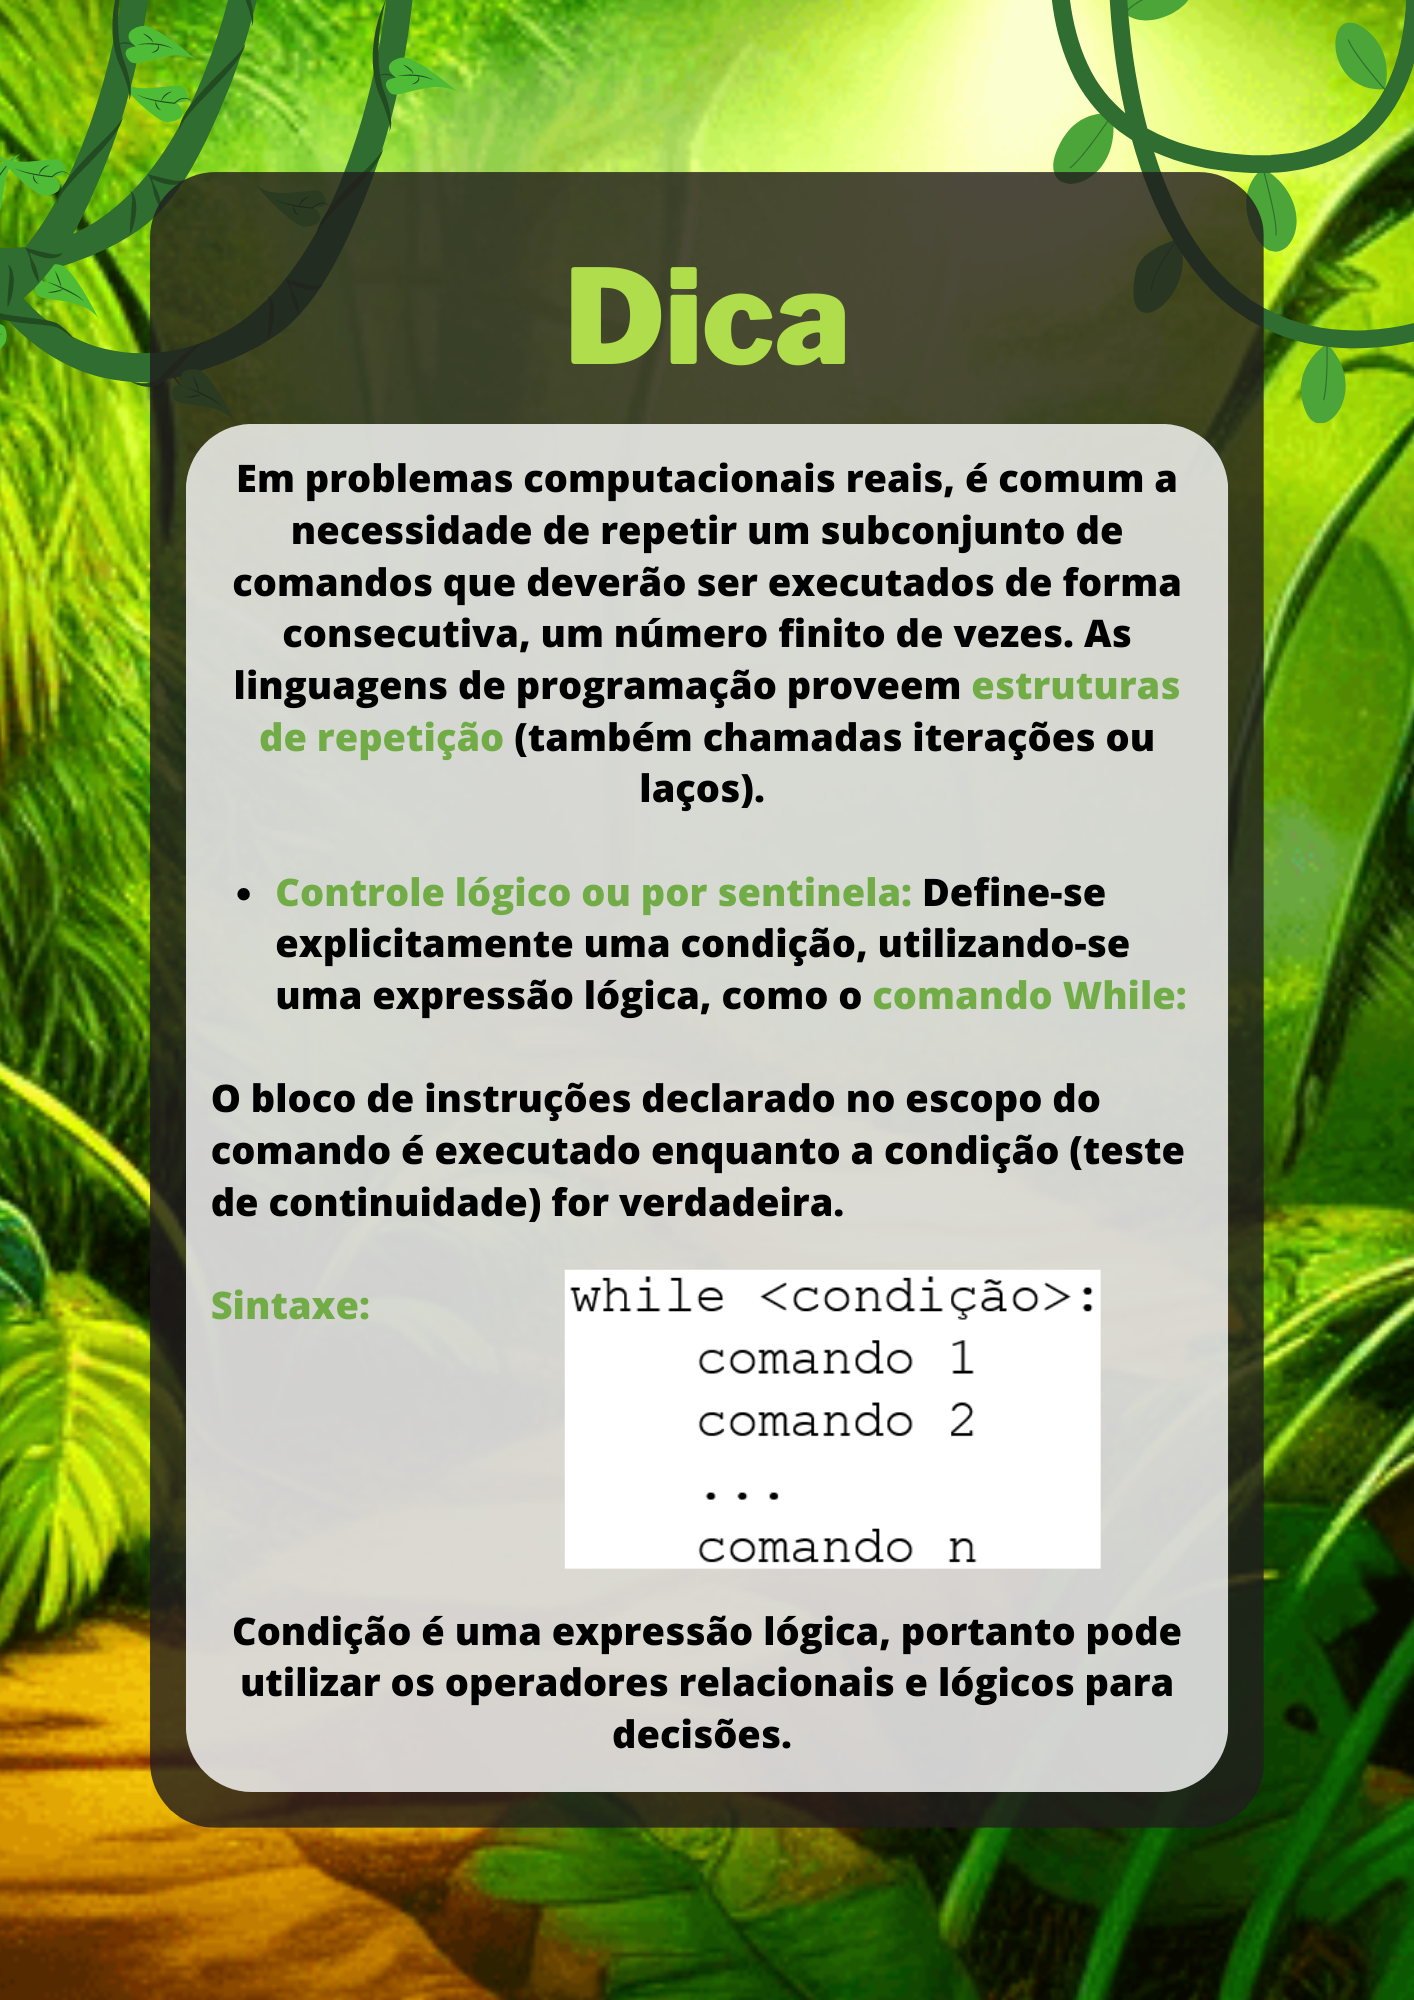 Dica
Em problemas computacionais reais, é comum a
necessidade de repetir um subconjunto de
comandos que deverão ser executados de forma
consecutiva, um número finito de vezes. As
linguagens de programação proveem estruturas
de repetição (também chamadas iterações ou
laços).
• Controle lógico ou por sentinela: Define-se
explicitamente uma condição, utilizando-se
uma expressão lógica, como o comando While:
O bloco de instruções declarado no escopo do
comando é executado enquanto a condição (teste
de continuidade) for verdadeira.
Sintaxe:
while <condição>:
comando 1
comando 2
...
comando n
Condição é uma expressão lógica, portanto pode
utilizar os operadores relacionais e lógicos para
decisões.